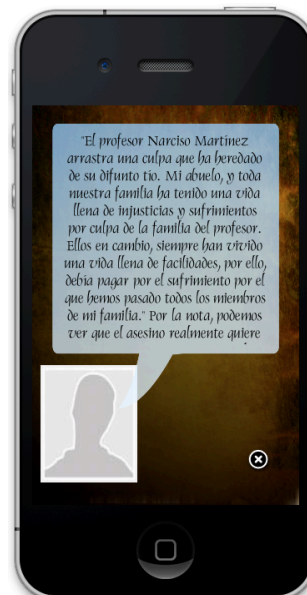 "El profesor Narciso Martínez
arrastra una culpa que ha heredado
de su difunto tío. Mi abuelo, y toda
nuestra familia ha tenido una vida
llena de injusticias y sufrimientos
por culpa de la familia del profesor.
Ellos en cambio, siempre han vivido
una vida llena de facilidades, por ello,
debía pagar por el sufrimiento por el
que hemos pasado todos los miembros
de mi familia." Por la nota, podemos
ver que el asesino realmente quiere